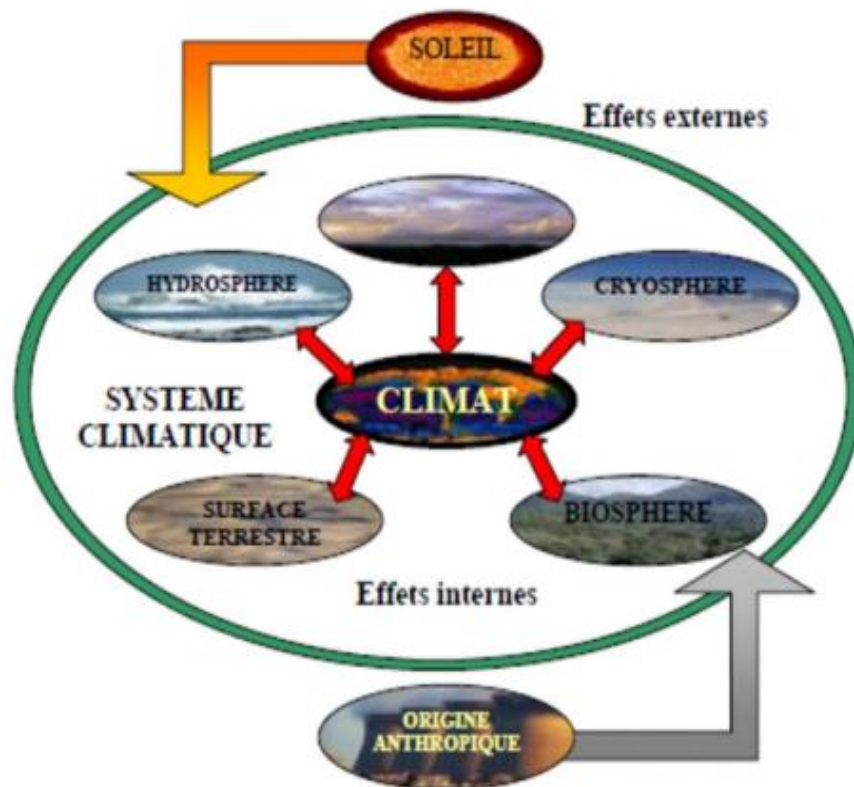 SOLEIL
Effets externes
HYDROSPHERE
CRYOSPHERE
CLIMAT
SYSTEME
CLIMATIQUE
SURFACE
TERRESTRE
BIOSPHERE
Effets internes
ORIGINE
ANTHROPIQUE